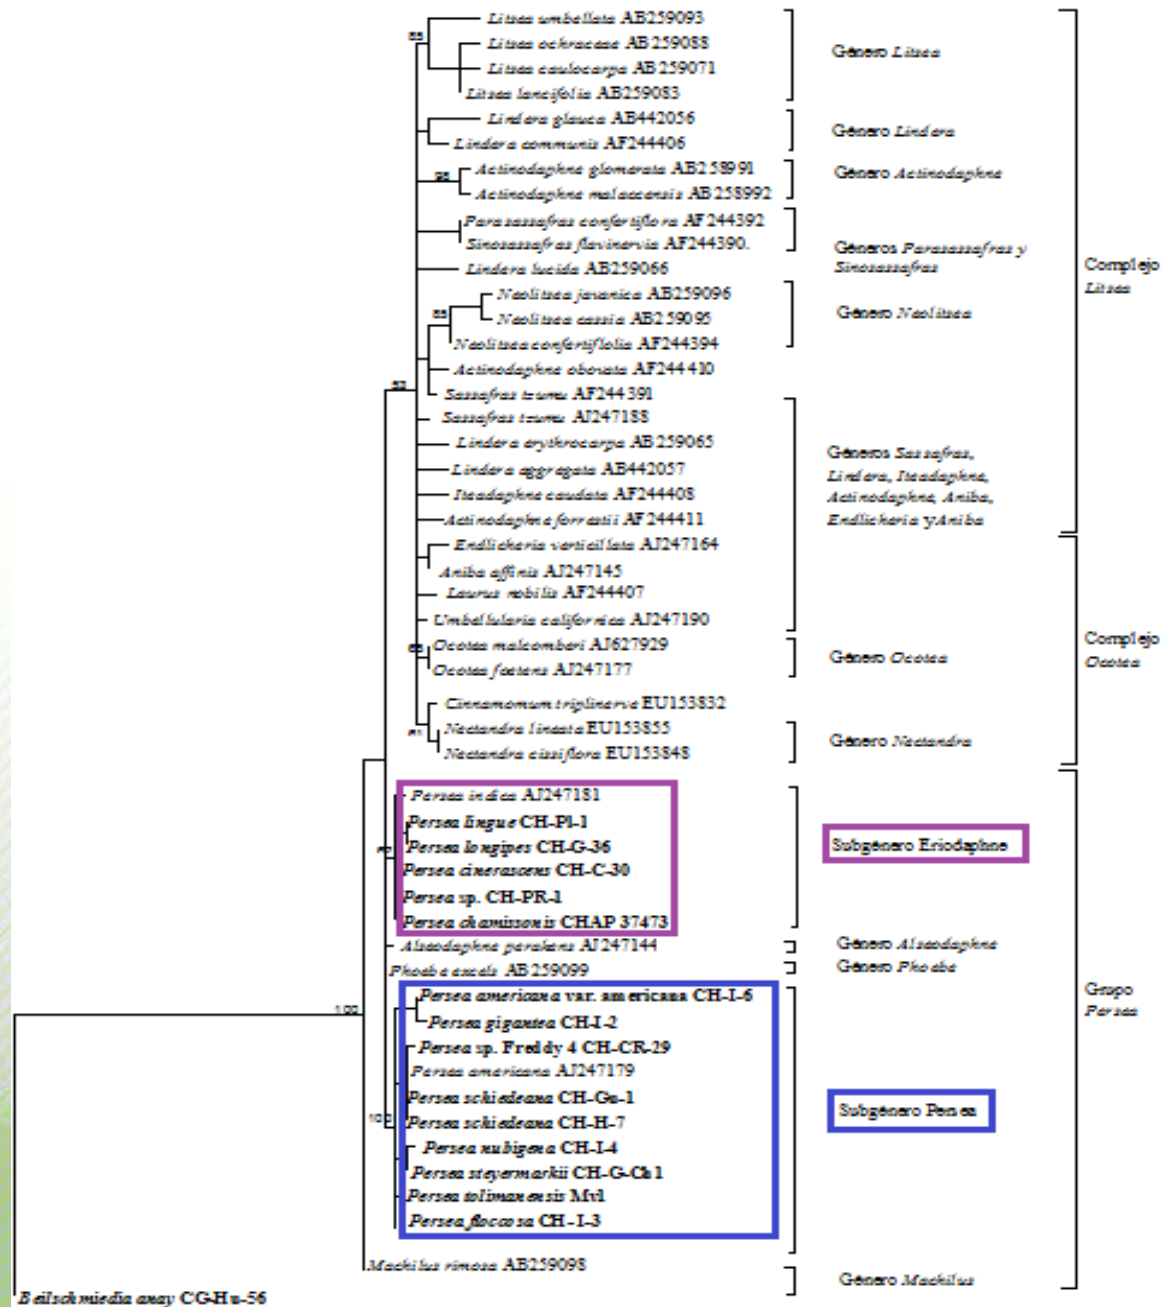 Litsea umbellata AB259093
85
Litsea ochraceae AB259088
Género Litsea
Litsea caulocarpa AB259071
Litsea lancifolia AB259083
Lindera glauca AB442056
Género Lindera
Lindera communis AF244406
Actinodaphne glomerata AB258991
Género Actinodaphne
Actinodaphne malaccensis AB258992
Parasassafras confertiflora AF244392
Sinosassafras flavinervia AF244390.
Géneros Parasassafras y
Sinosassafras
Lindera lucida AB259066
Complejo
Litsea
Neolitsea javanica AB259096
Género Neolitsea
Neolitsea cassia AB259095
Neolitsea confertiflolia AF244394
Actinodaphne obovata AF244410
Sassafras tzumu AF244391
Sassafras tzumu AJ247188
Lindera erythrocarpa AB259065
Géneros Sassafras,
Lindera, Iteadaphne,
Actinodaphne, Aniba,
Endlicheria y Aniba
Lindera aggregata AB442057
Iteadaphne caudata AF244408
Actinodaphne forrestii AF244411
Endlicheria verticillata AJ247164
Aniba affinis AJ247145
Laurus nobilis AF244407
Umbellularia californica AJ247190
Complejo
Ocotea
Ocotea malcomberi AJ627929
Género Ocotea
Ocotea foetens AJ247177
Cinnamomum triplinerve EU153832
Nectandra lineata EU153855
Género Nectandra
Nectandra cissiflora EU153848
Persea indica AJ247181
Persea lingue CH-Pl-1
Persea longipes CH-G-36
Subgénero Eriodaphne
Persea cinerascens CH-C-30
Persea sp. CH-PR-1
Persea chamissonis CHAP 37473
Alseodaphne perakens AJ247144
Género Alseodaphne
Phoebe excels AB259099
Género Phoebe
Grupo
Persea
Persea americana var. americana CH-I-6
100
Persea gigantea CH-I-2
Persea sp. Freddy 4 CH-CR-29
Persea americana AJ247179
Persea schiedeana CH-Gu-1
Subgénero Persea
100
Persea schiedeana CH-H-7
Persea nubigena CH-I-4
Persea steyermarkii CH-G-Ch1
Persea tolimanensis Mv1
Persea floccosa CH-I-3
Machilus rimosa AB259098
Género Machilus
Beilschmiedia anay CG-Hu-56